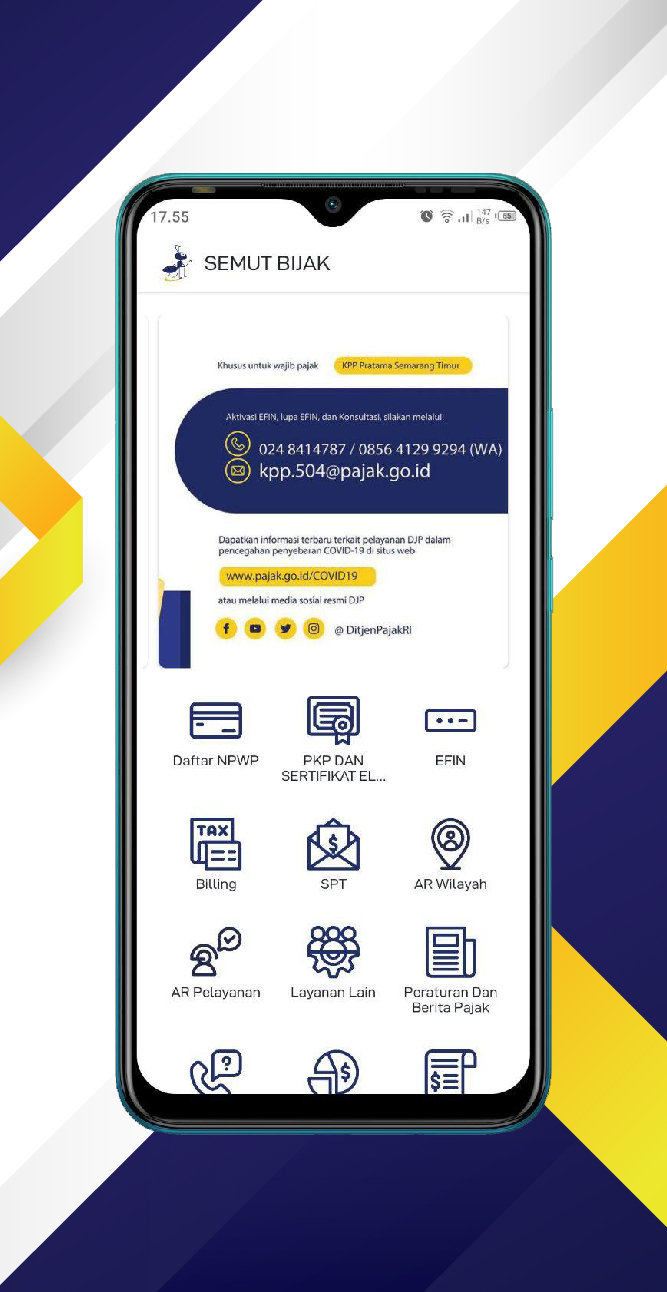 17.55
147
B/s
65
SEMUT BIJAK
Khusus untuk wajib pajak KPP Pratama Semarang Timur
Aktivasi EFIN, lupa EFIN, dan Konsultasi, silakan melalui
024 8414787 / 0856 4129 9294 (WA)
kpp.504@pajak.go.id
Dapatkan informasi terbaru terkait pelayanan DJP dalam
pencegahan penyebaran COVID-19 di situs web
www.pajak.go.id/COVID19
atau melalui media sosial resmi DJP
@ DitjenPajakRI
Daftar NPWP
PKP DAN
SERTIFIKAT EL...
EFIN
TAX
Billing
SPT
AR Wilayah
AR Pelayanan
Layanan Lain
Peraturan Dan
Berita Pajak